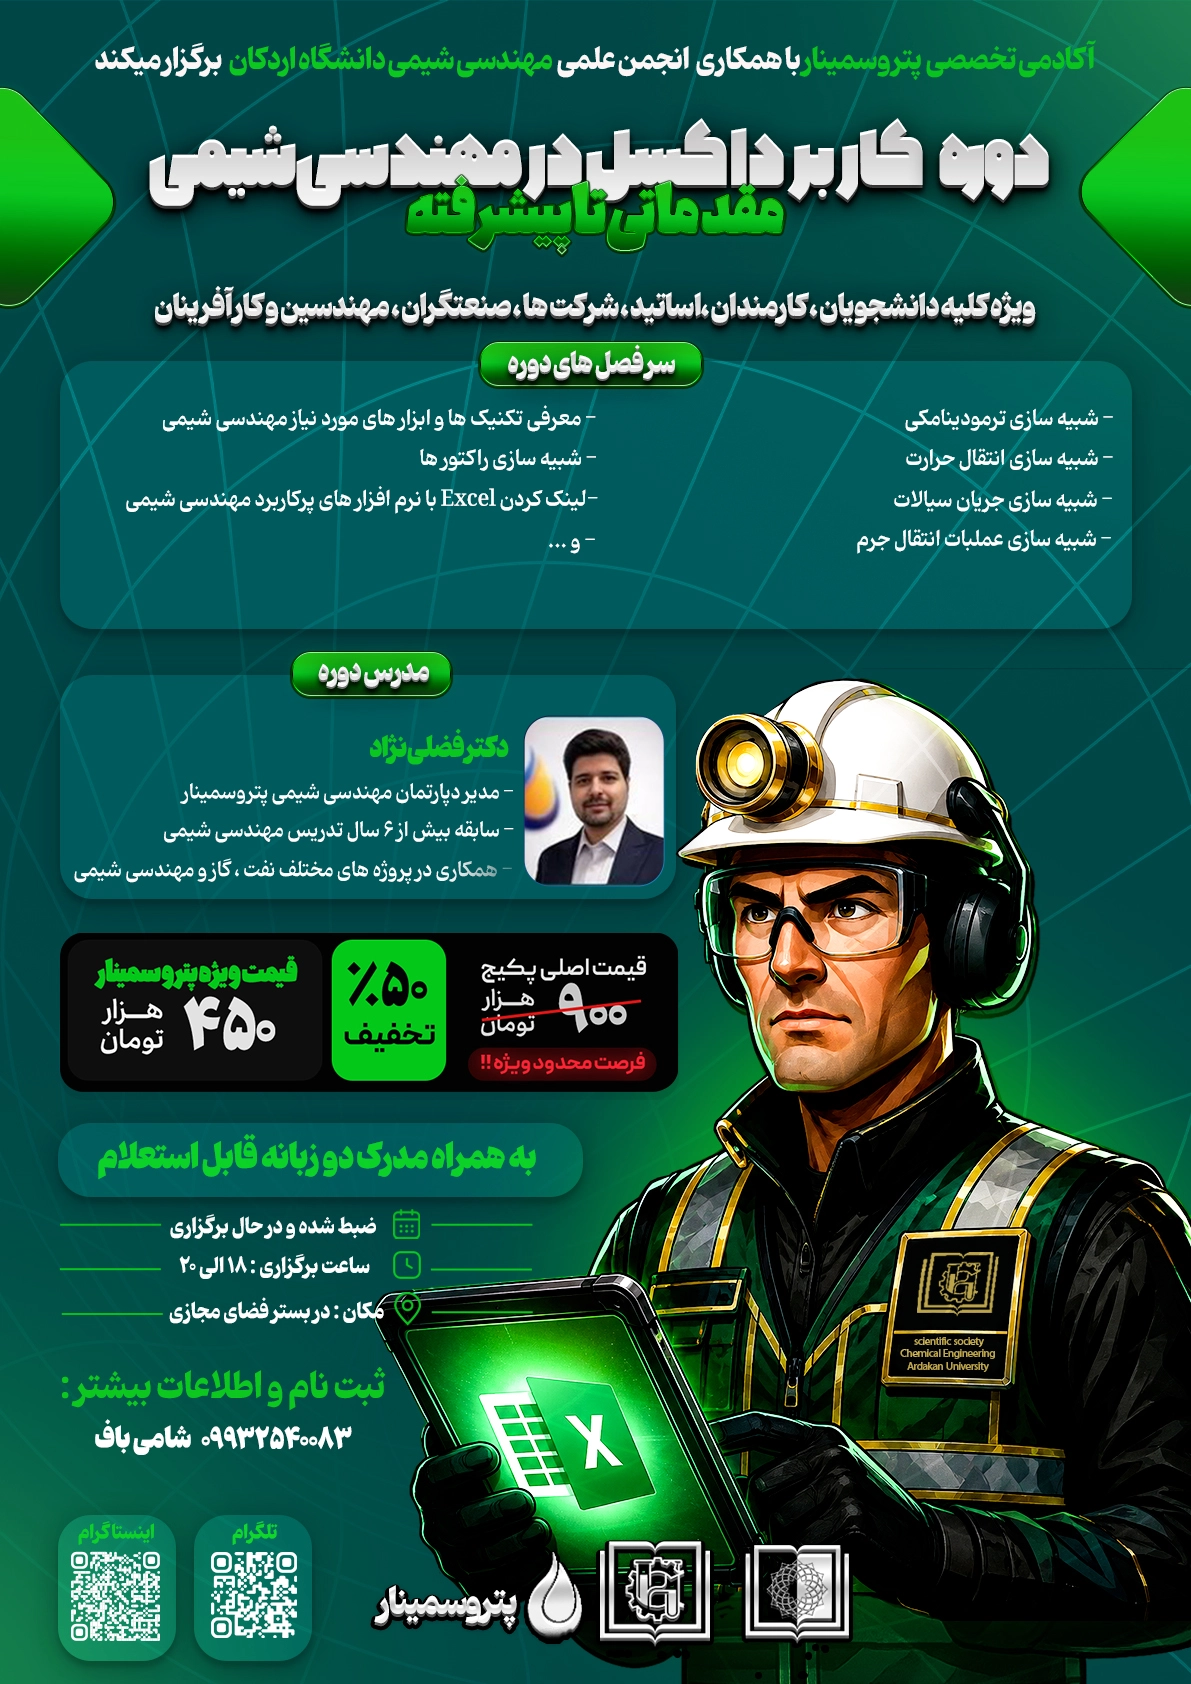 آکادمی تخصصی پتروسمینار با همکاری انجمن علمی مهندسی شیمی دانشگاه اردکان برگزار میکند
دوره کاربرد اکسل در مهندسی شیمی
مقدماتی تا پیشرفته
ویژه کلیه دانشجویان ، کارمندان ، اساتید ، شرکت ها ، صنعتگران ، مهندسین و کارآفرینان
سرفصل های دوره
- شبیه سازی ترمودینامکی
- شبیه سازی انتقال حرارت
- شبیه سازی جریان سیالات
- شبیه سازی عملبات انتقال جرم
- معرفی تکنیک ها و ابزار های مورد نیاز مهندسی شیمی
- شبیه سازی راکتور ها
- لینک کردن Excel با نرم افزار های پرکاربرد مهندسی شیمی
- و ...
مدرس دوره
دکتر فضلی نژاد
- مدیر دپارتمان مهندسی شیمی پتروسمینار
- سابقه بیش از ۶ سال تدریس مهندسی شیمی
- همکاری در پروژه های مختلف نفت ، گاز و مهندسی شیمی
قیمت اصلی پکیج
۹۰۰ هزار تومان
فرصت محدود ویژه !!
۵۰٪
تخفیف
قیمت ویژه پتروسمینار
۴۵۰ هزار تومان
به همراه مدرک دو زبانه قابل استعلام
ضبط شده و در حال برگزاری
ساعت برگزاری : ۱۸ الی ۲۰
مکان : در بستر فضای مجازی
ثبت نام و اطلاعات بیشتر :
۰۹۹۳۲۵۴۰۰۸۳ شامی باف
scientific society
Chemical Engineering
Ardakan University
X
تلگرام
اینستاگرام
پتروسمینار